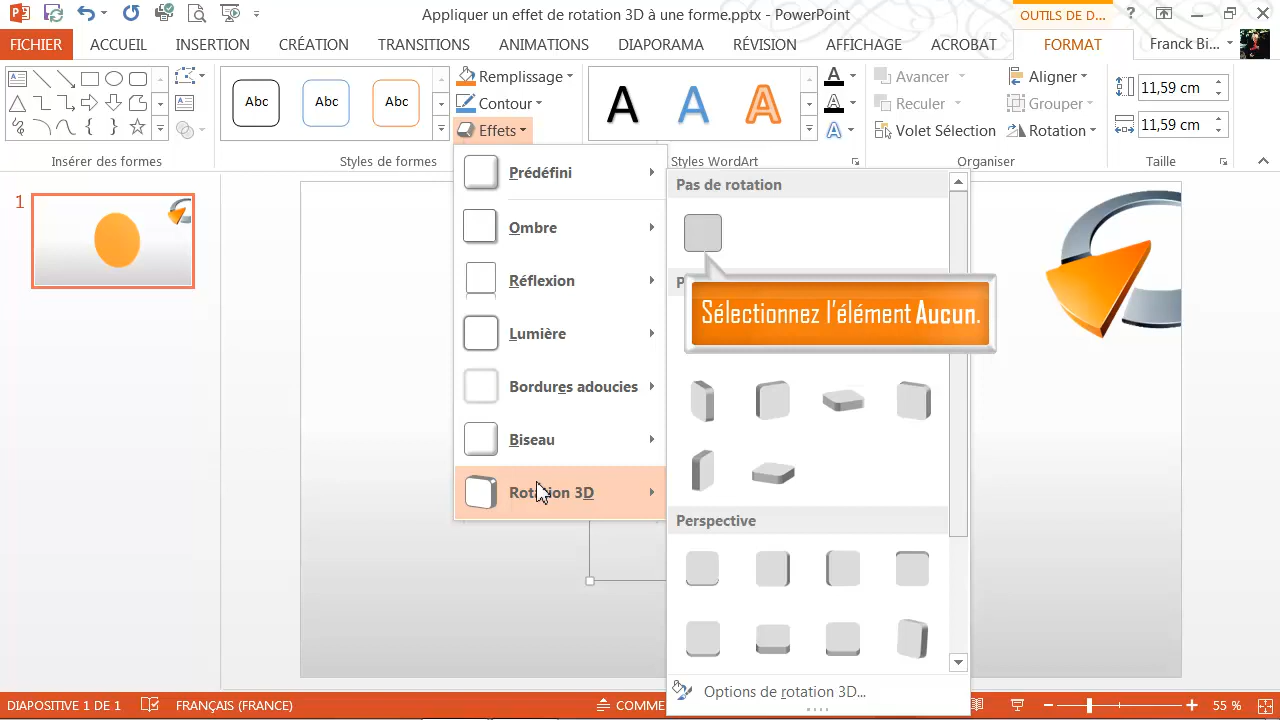 Appliquer un effet de rotation 3D à une forme.pptx - PowerPoint
OUTILS DE D...
FICHIER
ACCUEIL
INSERTION
CRÉATION
TRANSITIONS
ANIMATIONS
DIAPORAMA
RÉVISION
AFFICHAGE
ACROBAT
FORMAT
Franck Bi...
Abc
Abc
Abc
Remplissage
Contour
Effets
A
A
A
A
A
A
Avancer
Reculer
Volet Sélection
Aligner
Grouper
Rotation
11,59 cm
11,59 cm
Insérer des formes
Styles de formes
Styles WordArt
Organiser
Taille
1
Prédéfini
Ombre
Réflexion
Lumière
Bordures adoucies
Biseau
Rotation 3D
Pas de rotation
Sélectionnez l'élément Aucun.
Perspective
Options de rotation 3D...
DIAPOSITIVE 1 DE 1
FRANÇAIS (FRANCE)
COMME
55 %